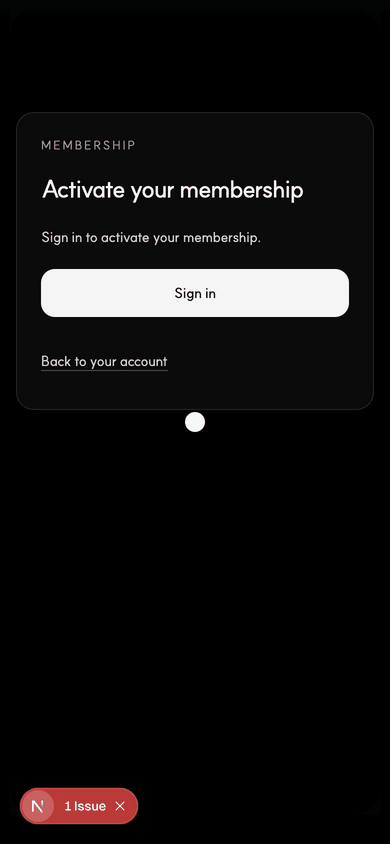 MEMBERSHIP
Activate your membership
Sign in to activate your membership.
Sign in
Back to your account
N
1 Issue